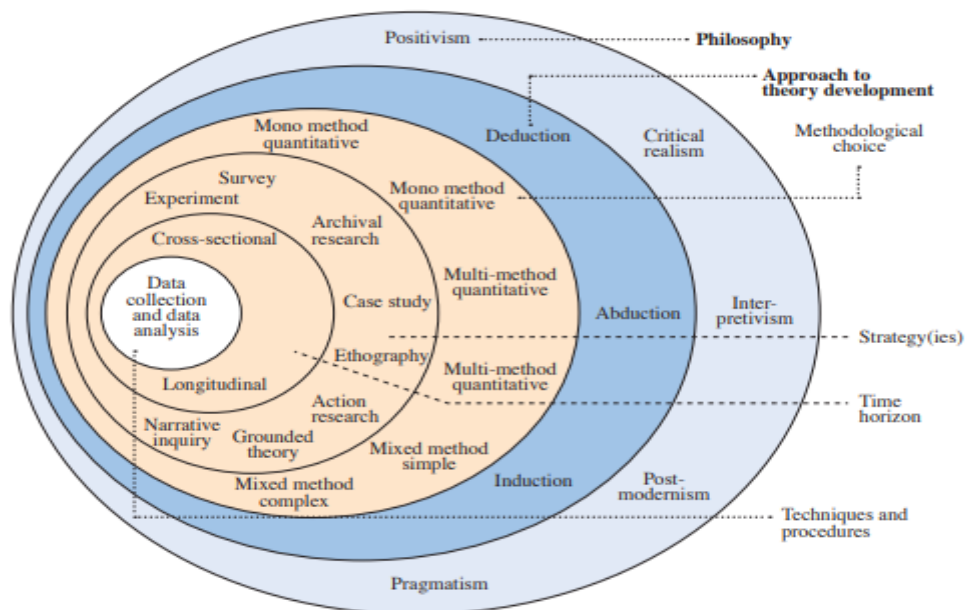 Positivism
Philosophy
Approach to
theory development
Mono method
quantitative
Deduction
Critical
realism
Methodological
choice
Survey
Experiment
Mono method
quantitative
Archival
research
Cross-sectional
Data
collection
and data
analysis
Case study
Multi-method
quantitative
Abduction
Inter-
pretivism
Strategy(ies)
Ethography
Multi-method
quantitative
Longitudinal
Time
horizon
Action
research
Narrative
inquiry
Grounded
theory
Mixed method
simple
Mixed method
complex
Induction
Post-
modernism
Techniques and
procedures
Pragmatism